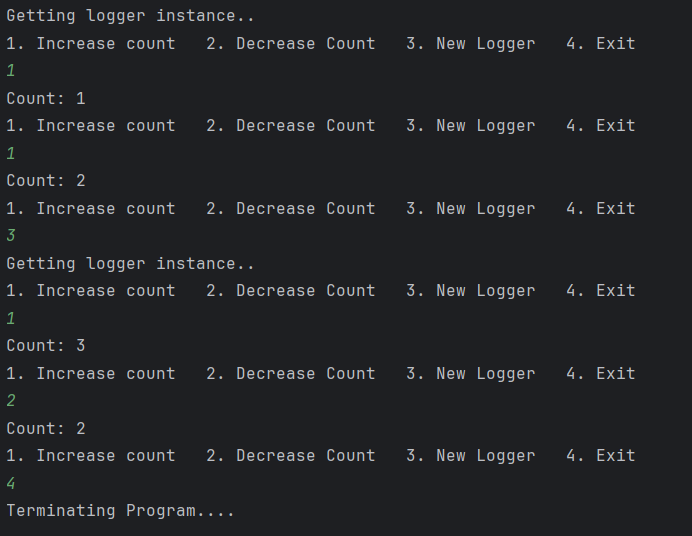 Getting logger instance..
1. Increase count   2. Decrease Count   3. New Logger   4. Exit
1
Count: 1
1. Increase count   2. Decrease Count   3. New Logger   4. Exit
1
Count: 2
1. Increase count   2. Decrease Count   3. New Logger   4. Exit
3
Getting logger instance..
1. Increase count   2. Decrease Count   3. New Logger   4. Exit
1
Count: 3
1. Increase count   2. Decrease Count   3. New Logger   4. Exit
2
Count: 2
1. Increase count   2. Decrease Count   3. New Logger   4. Exit
4
Terminating Program....